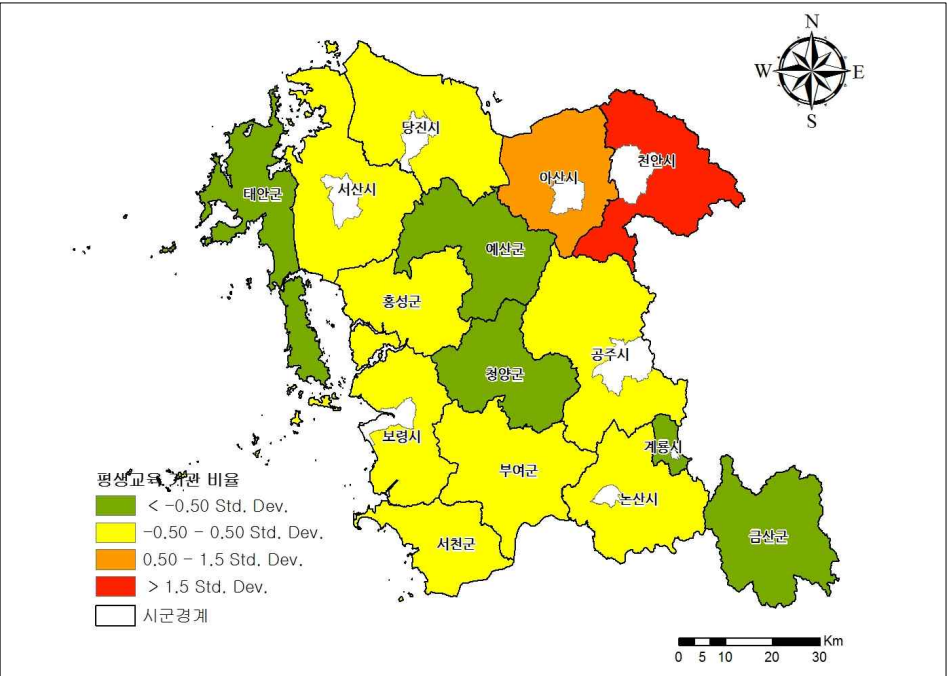 N
W E
S
당진시
천안시
아산시
태안군
서산시
예산군
홍성군
공주시
청양군
보령시
계룡시
부여군
논산시
서천군
금산군
평생교육 기관 비율
< -0.50 Std. Dev.
-0.50 - 0.50 Std. Dev.
0.50 - 1.5 Std. Dev.
> 1.5 Std. Dev.
시군경계
Km
0 5 10 20 30